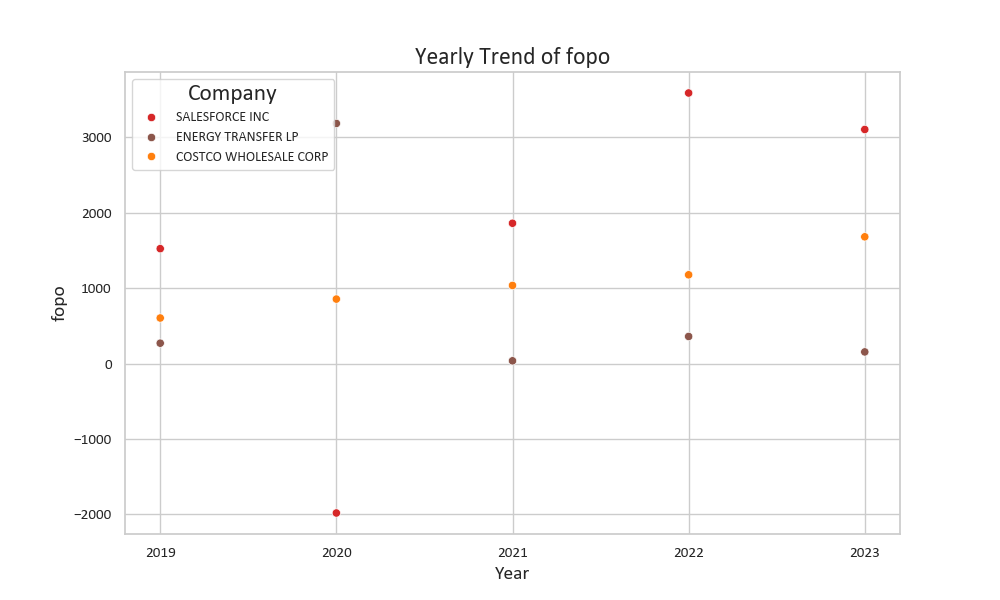 Yearly Trend of fopo
Company
SALESFORCE INC
ENERGY TRANSFER LP
COSTCO WHOLESALE CORP
fopo
3000
2000
1000
0
−1000
−2000
2019 2020 2021 2022 2023
Year